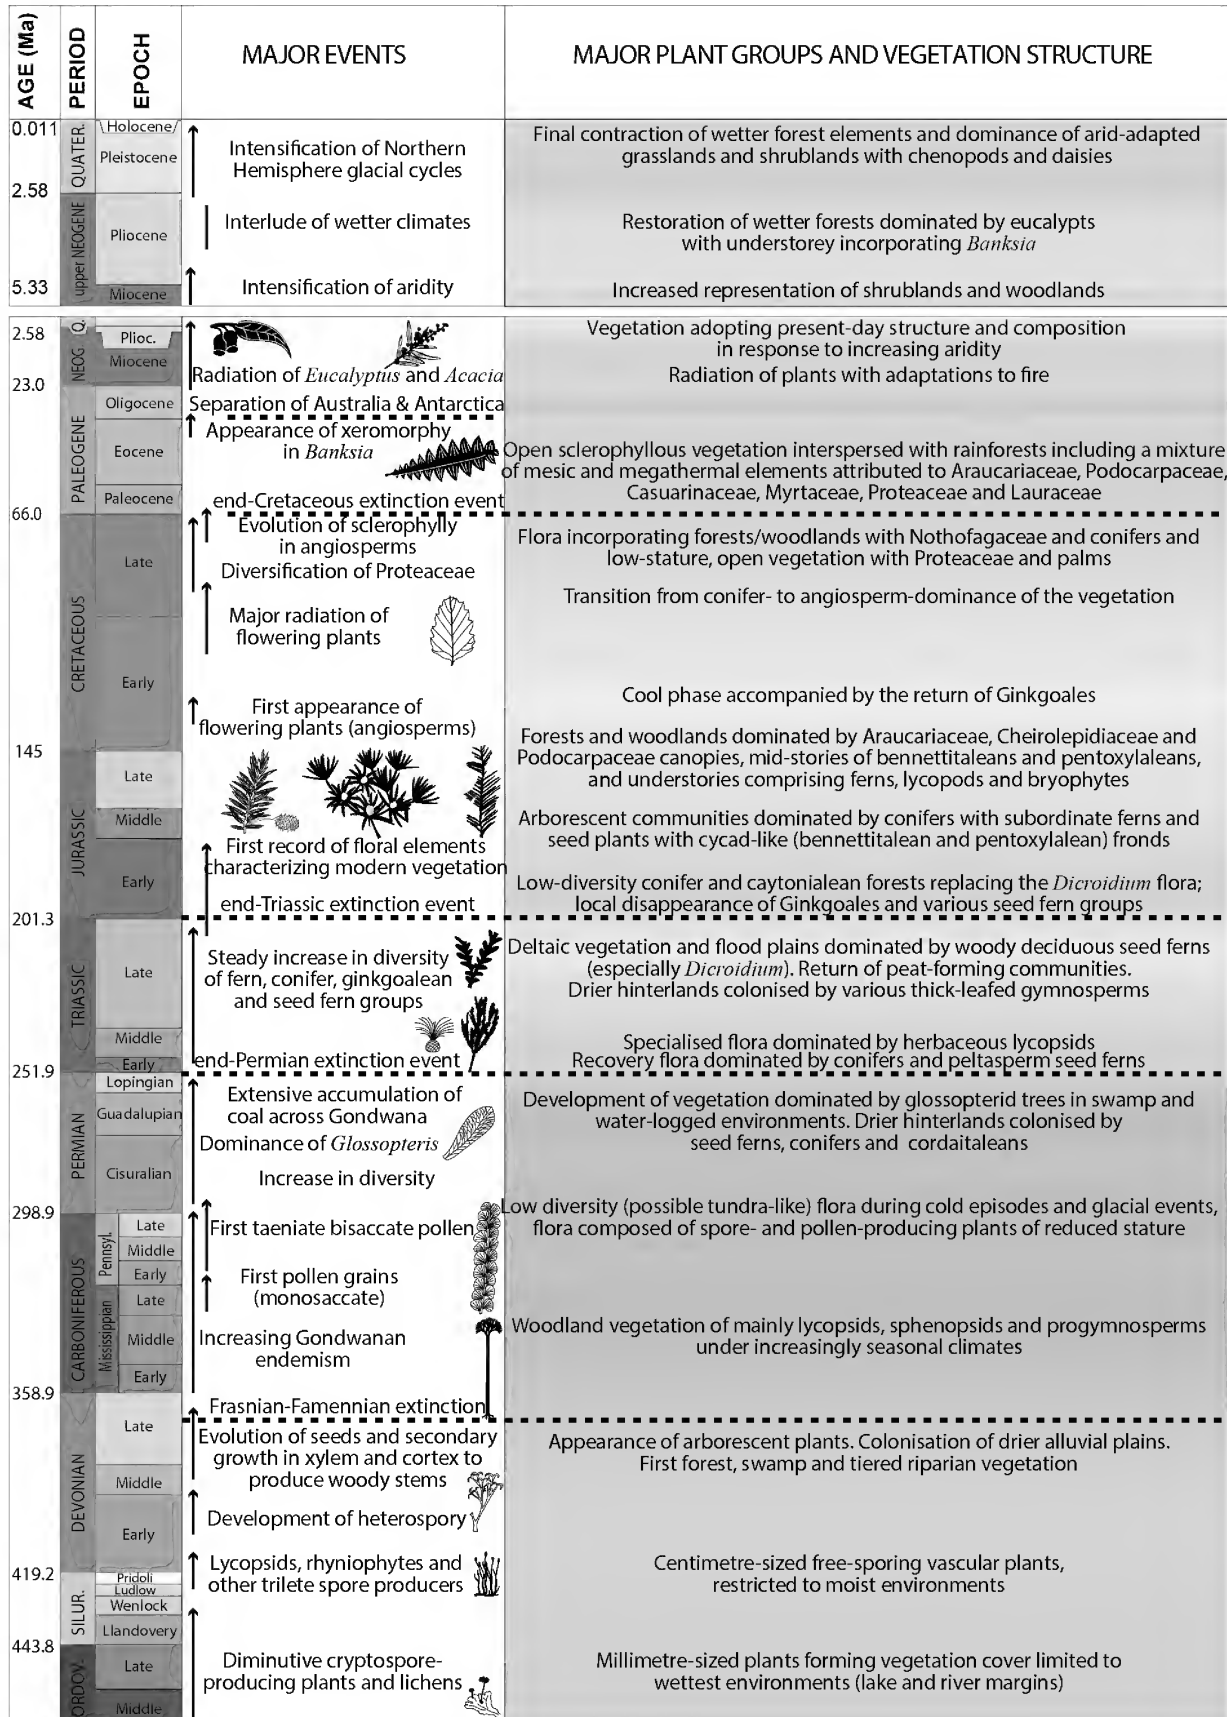 AGE (Ma)
PERIOD
EPOCH
MAJOR EVENTS
MAJOR PLANT GROUPS AND VEGETATION STRUCTURE
0.011
2.58
5.33
QUATER.
upper NEOGENE
Holocene
Pleistocene
Pliocene
Miocene
Intensification of Northern
Hemisphere glacial cycles
Final contraction of wetter forest elements and dominance of arid-adapted
grasslands and shrublands with chenopods and daisies
Interlude of wetter climates
Restoration of wetter forests dominated by eucalypts
with understorey incorporating Banksia
Intensification of aridity
Increased representation of shrublands and woodlands
2.58
23.0
66.0
Q.
NEOG.
PALEOGENE
Plioc.
Miocene
Oligocene
Eocene
Paleocene
Radiation of Eucalyptus and Acacia
Vegetation adopting present-day structure and composition
in response to increasing aridity
Radiation of plants with adaptations to fire
Separation of Australia & Antarctica
Appearance of xeromorphy
in Banksia
Open sclerophyllous vegetation interspersed with rainforests including a mixture
of mesic and megathermal elements attributed to Araucariaceae, Podocarpaceae,
Casuarinaceae, Myrtaceae, Proteaceae and Lauraceae
end-Cretaceous extinction event
CRETACEOUS
Late
Early
145
Evolution of sclerophylly
in angiosperms
Diversification of Proteaceae
Flora incorporating forests/woodlands with Nothofagaceae and conifers and
low-stature, open vegetation with Proteaceae and palms
Major radiation of
flowering plants
Transition from conifer- to angiosperm-dominance of the vegetation
First appearance of
flowering plants (angiosperms)
Cool phase accompanied by the return of Ginkgoales
Forests and woodlands dominated by Araucariaceae, Cheirolepidiaceae and
Podocarpaceae canopies, mid-stories of bennettitaleans and pentoxylaleans,
and understories comprising ferns, lycopods and bryophytes
JURASSIC
Late
Middle
Early
201.3
First record of floral elements
characterizing modern vegetation
Arborescent communities dominated by conifers with subordinate ferns and
seed plants with cycad-like (bennettitalean and pentoxylalean) fronds
end-Triassic extinction event
Low-diversity conifer and caytonialean forests replacing the Dicroidium flora;
local disappearance of Ginkgoales and various seed fern groups
TRIASSIC
Late
Middle
Early
251.9
Steady increase in diversity
of fern, conifer, ginkgoalean
and seed fern groups
Deltaic vegetation and flood plains dominated by woody deciduous seed ferns
(especially Dicroidium). Return of peat-forming communities.
Drier hinterlands colonised by various thick-leafed gymnosperms
end-Permian extinction event
Specialised flora dominated by herbaceous lycopsids
Recovery flora dominated by conifers and peltasperm seed ferns
PERMIAN
Lopingian
Guadalupian
Cisuralian
298.9
Extensive accumulation of
coal across Gondwana
Dominance of Glossopteris
Increase in diversity
Development of vegetation dominated by glossopterid trees in swamp and
water-logged environments. Drier hinterlands colonised by
seed ferns, conifers and cordaitaleans
CARBONIFEROUS
Pennsyl.
Mississippian
Late
Middle
Early
Late
Middle
Early
358.9
First taeniate bisaccate pollen
Low diversity (possible tundra-like) flora during cold episodes and glacial events,
flora composed of spore- and pollen-producing plants of reduced stature
First pollen grains
(monosaccate)
Increasing Gondwanan
endemism
Woodland vegetation of mainly lycopsids, sphenopsids and progymnosperms
under increasingly seasonal climates
Frasnian-Famennian extinction
DEVONIAN
Late
Middle
Early
419.2
Evolution of seeds and secondary
growth in xylem and cortex to
produce woody stems
Appearance of arborescent plants. Colonisation of drier alluvial plains.
First forest, swamp and tiered riparian vegetation
Development of heterospory
Lycopsids, rhyniophytes and
other trilete spore producers
Centimetre-sized free-sporing vascular plants,
restricted to moist environments
SILUR.
Pridoli
Ludlow
Wenlock
Llandovery
443.8
ORDOV.
Late
Middle
Diminutive cryptospore-
producing plants and lichens
Millimetre-sized plants forming vegetation cover limited to
wettest environments (lake and river margins)